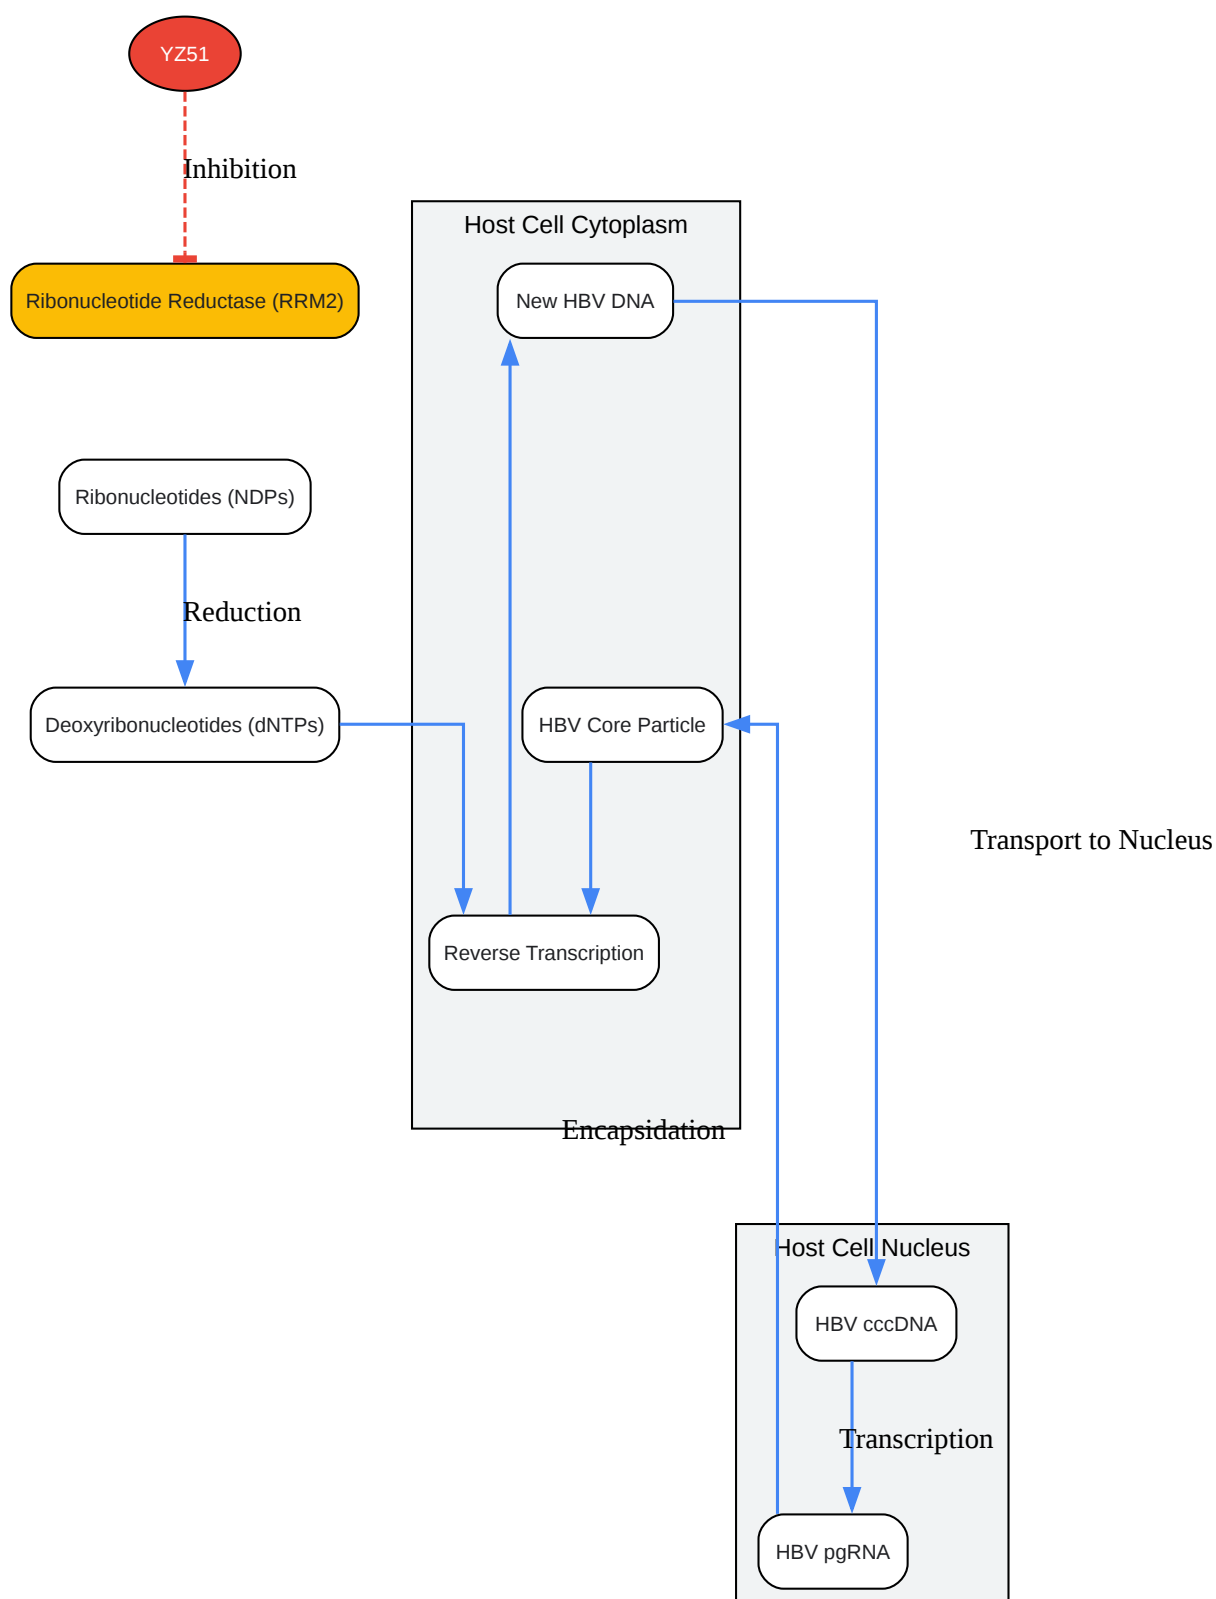 YZ51
Inhibition
Host Cell Cytoplasm
Ribonucleotide Reductase (RRM2)
New HBV DNA
Ribonucleotides (NDPs)
Reduction
Deoxyribonucleotides (dNTPs)
HBV Core Particle
Transport to Nucleus
Reverse Transcription
Encapsidation
Host Cell Nucleus
HBV cccDNA
Transcription
HBV pgRNA